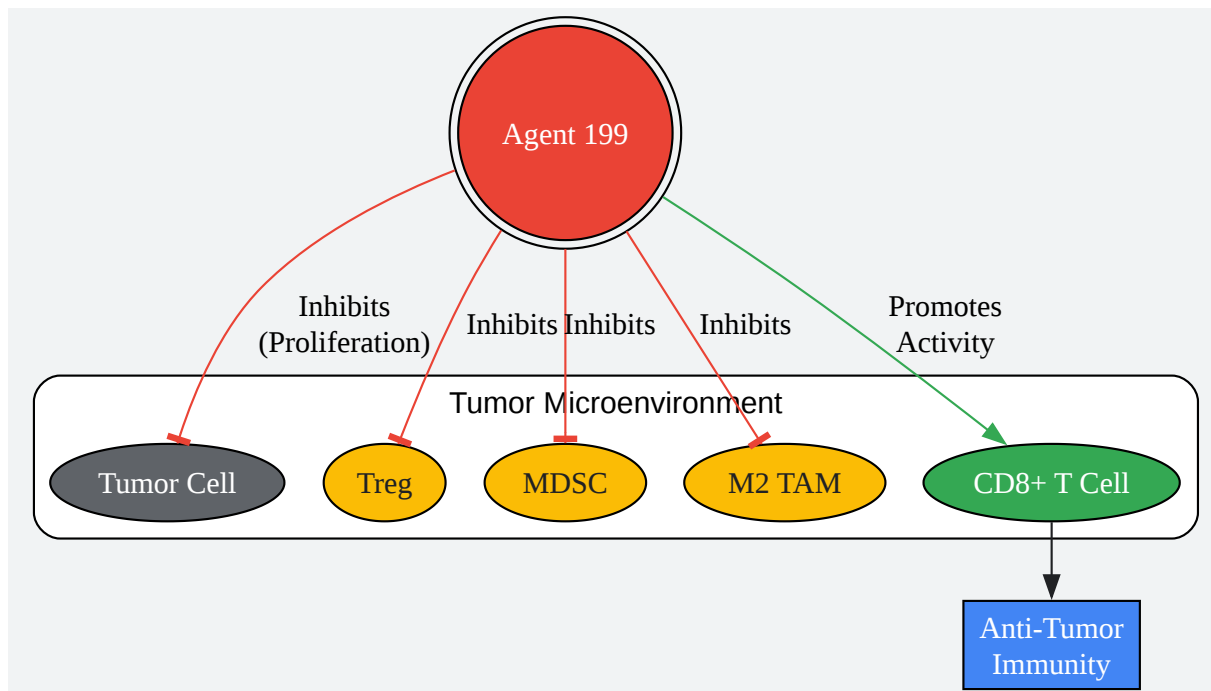 Agent 199
Inhibits
(Proliferation)
Inhibits
Inhibits
Inhibits
Promotes
Activity
Tumor Microenvironment
Tumor Cell
Treg
MDSC
M2 TAM
CD8+ T Cell
Anti-Tumor
Immunity